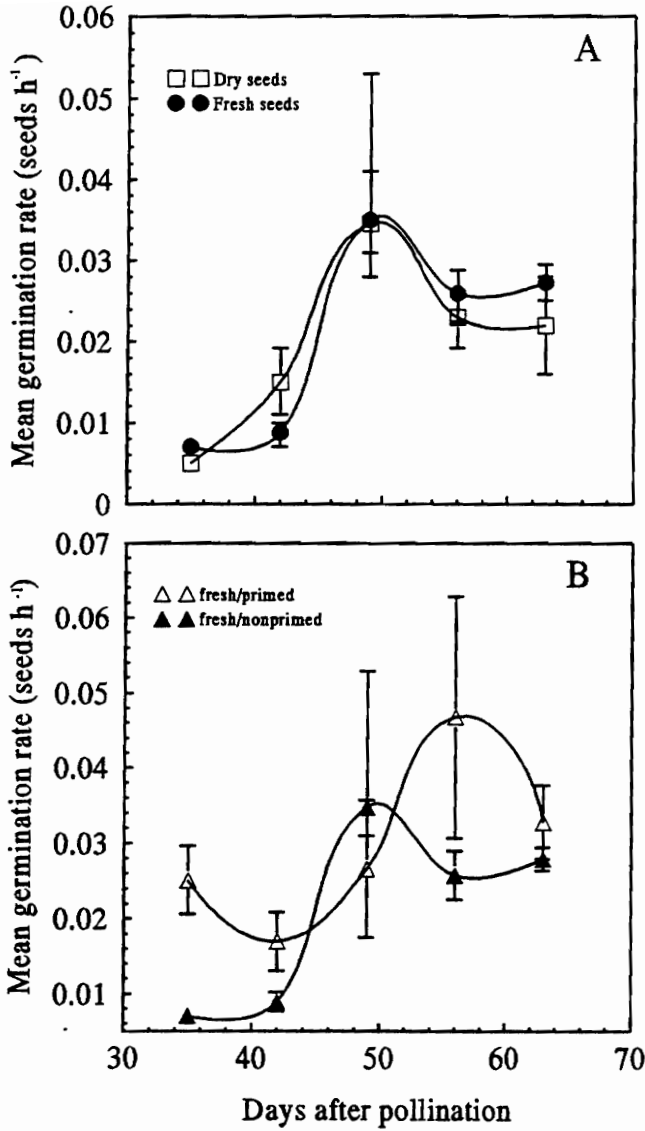 0.06
A
Dry seeds
Fresh seeds
0.05
0.04
0.03
0.02
0.01
0
Mean germination rate (seeds h⁻¹)
0.07
B
fresh/primed
fresh/nonprimed
0.06
0.05
0.04
0.03
0.02
0.01
Mean germination rate (seeds h⁻¹)
30 40 50 60 70
Days after pollination